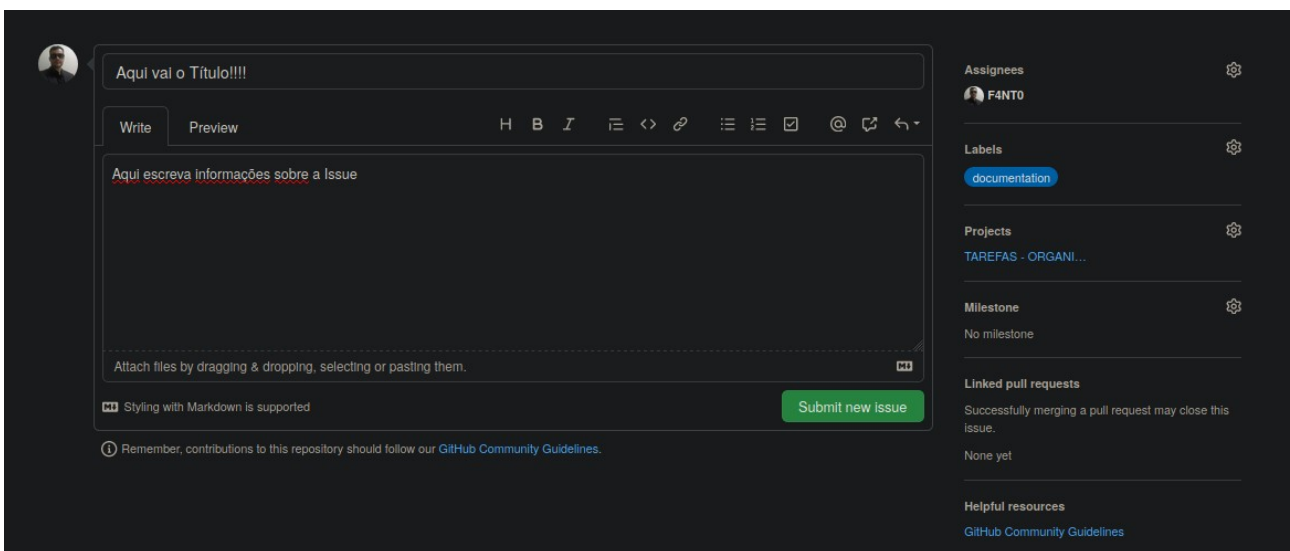 Aqui vai o Título!!!!
Write Preview
H B I
Aqui escreva informações sobre a Issue
Attach files by dragging & dropping, selecting or pasting them.
Styling with Markdown is supported
Submit new issue
Remember, contributions to this repository should follow our GitHub Community Guidelines.
Assignees
F4NT0
Labels
documentation
Projects
TAREFAS - ORGANI...
Milestone
No milestone
Linked pull requests
Successfully merging a pull request may close this
issue.
None yet
Helpful resources
GitHub Community Guidelines